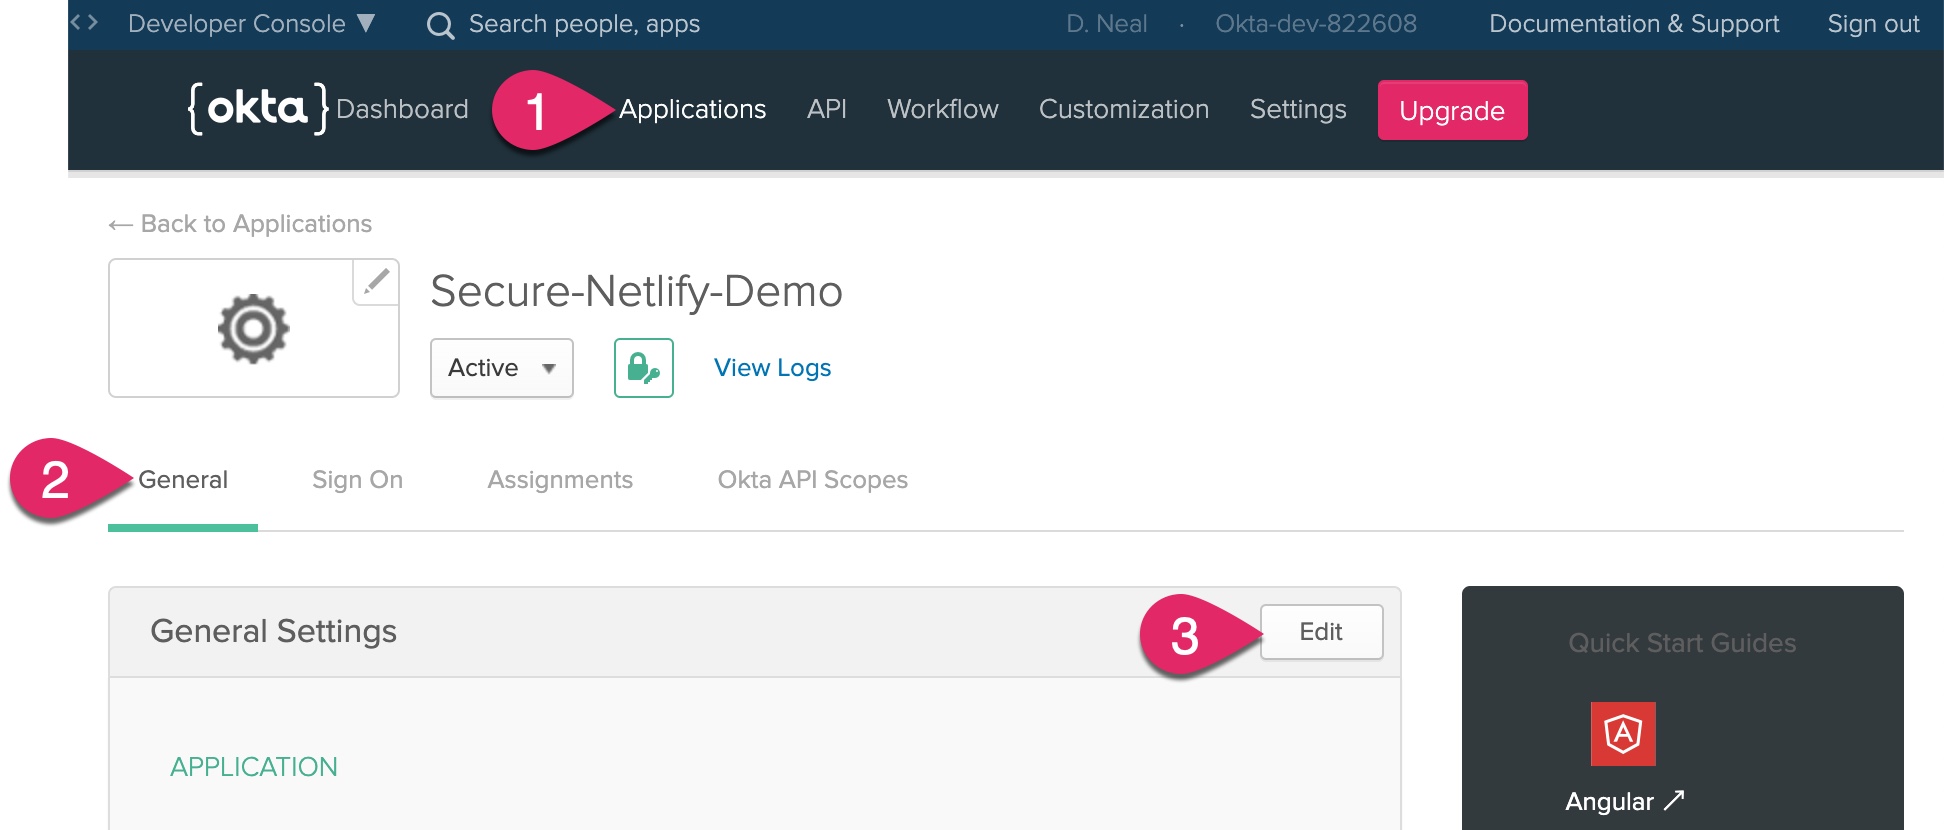 Developer Console ▼ Search people, apps D. Neal · Okta-dev-822608 Documentation & Support Sign out
{okta} Dashboard 1 Applications API Workflow Customization Settings Upgrade
← Back to Applications
Secure-Netlify-Demo
Active ▼ View Logs
2 General Sign On Assignments Okta API Scopes
General Settings 3 Edit
Quick Start Guides
APPLICATION
Angular ↗